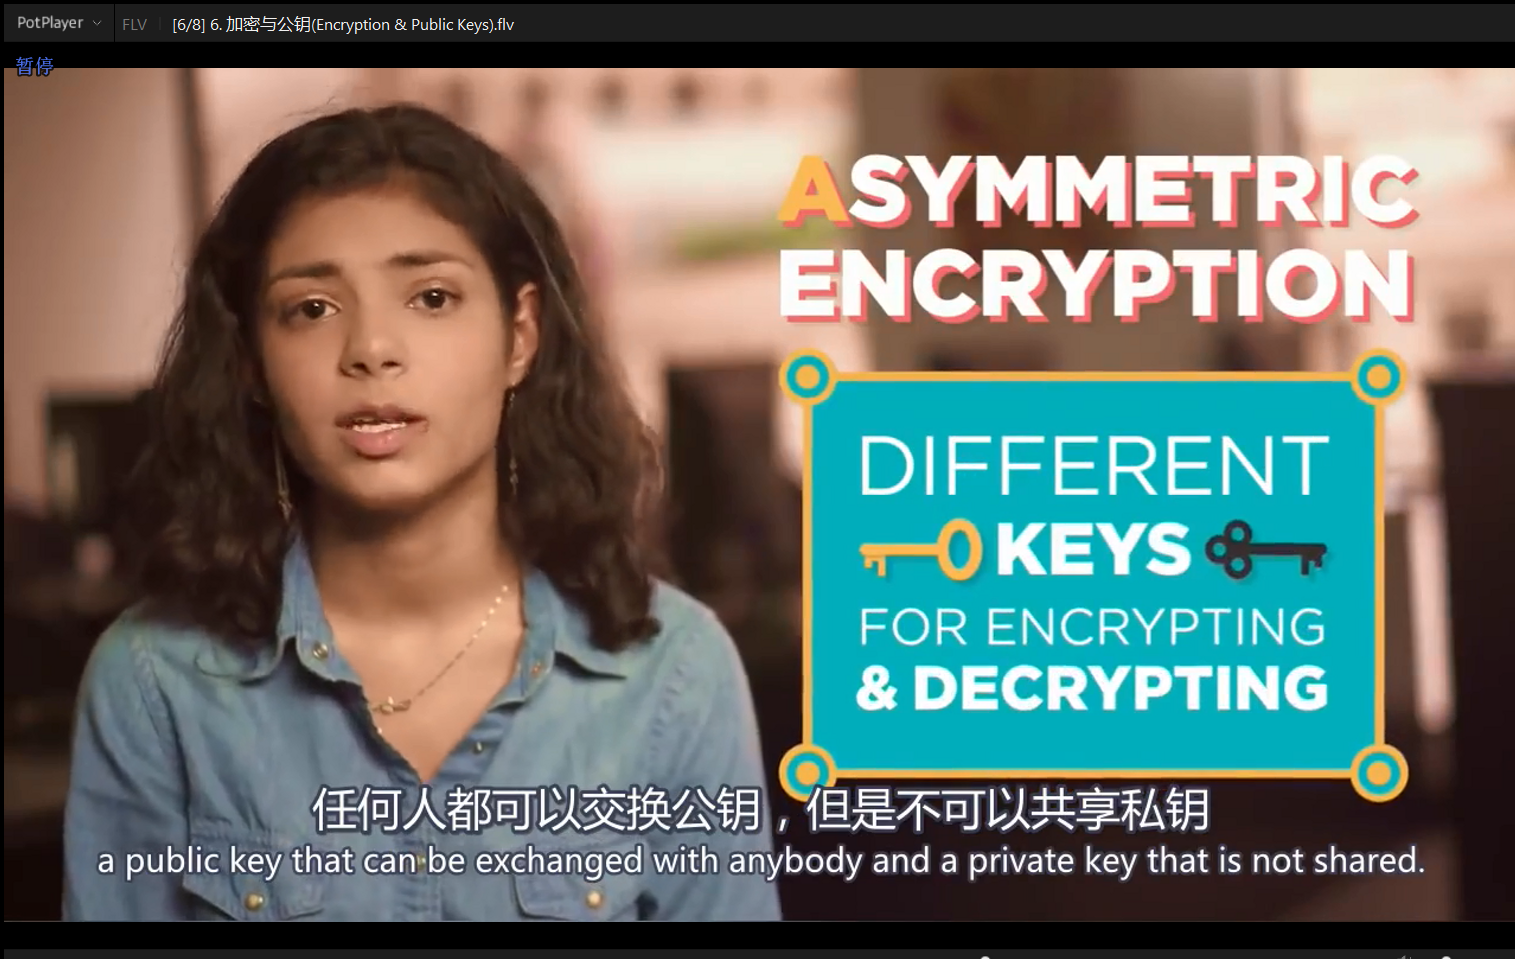 PotPlayer FLV [6/8] 6. 加密与公钥(Encryption & Public Keys).flv
暂停
ASYMMETRIC
ENCRYPTION
DIFFERENT
KEYS
FOR ENCRYPTING
& DECRYPTING
任何人都可以交换公钥，但是不可以共享私钥
a public key that can be exchanged with anybody and a private key that is not shared.